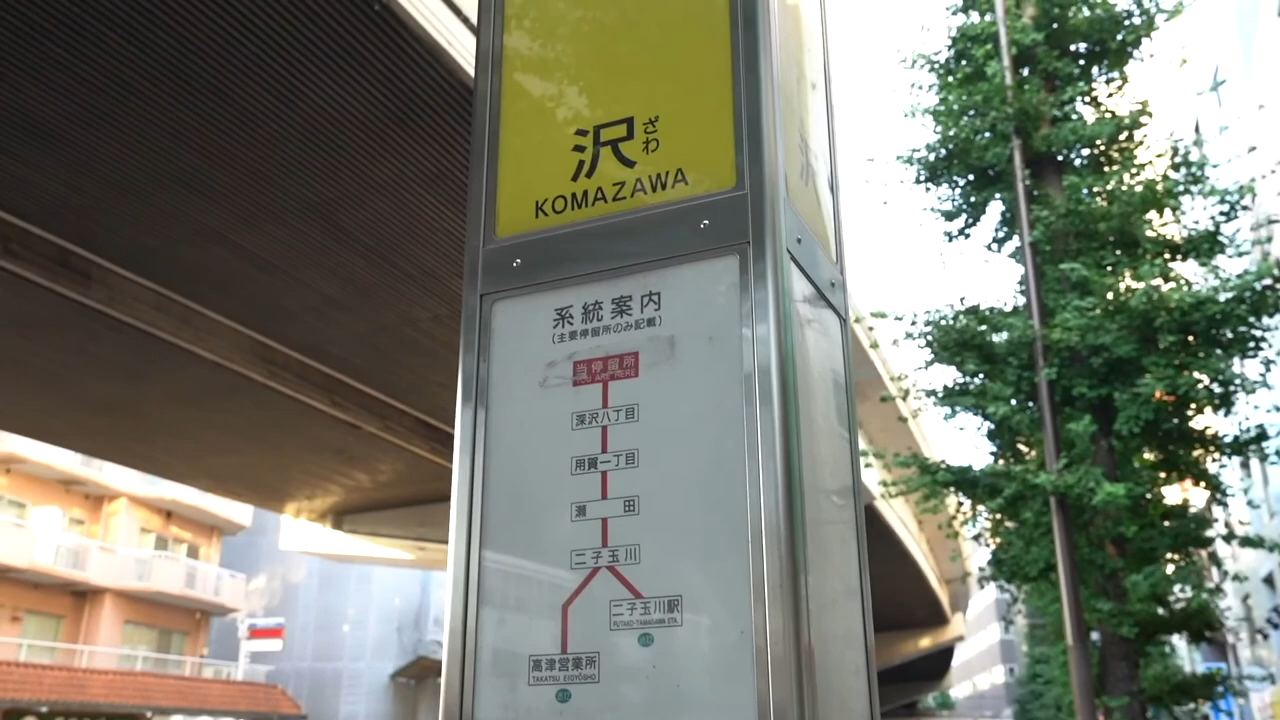 沢
ざわ
KOMAZAWA
系統案内
(主要停留所のみ記載)
当停留所
YOU ARE HERE
深沢八丁目
用賀一丁目
瀬田
二子玉川
二子玉川駅
FUTAKO-TAMAGAWA STA.
高津営業所
TAKATSU EIGYŌSHO